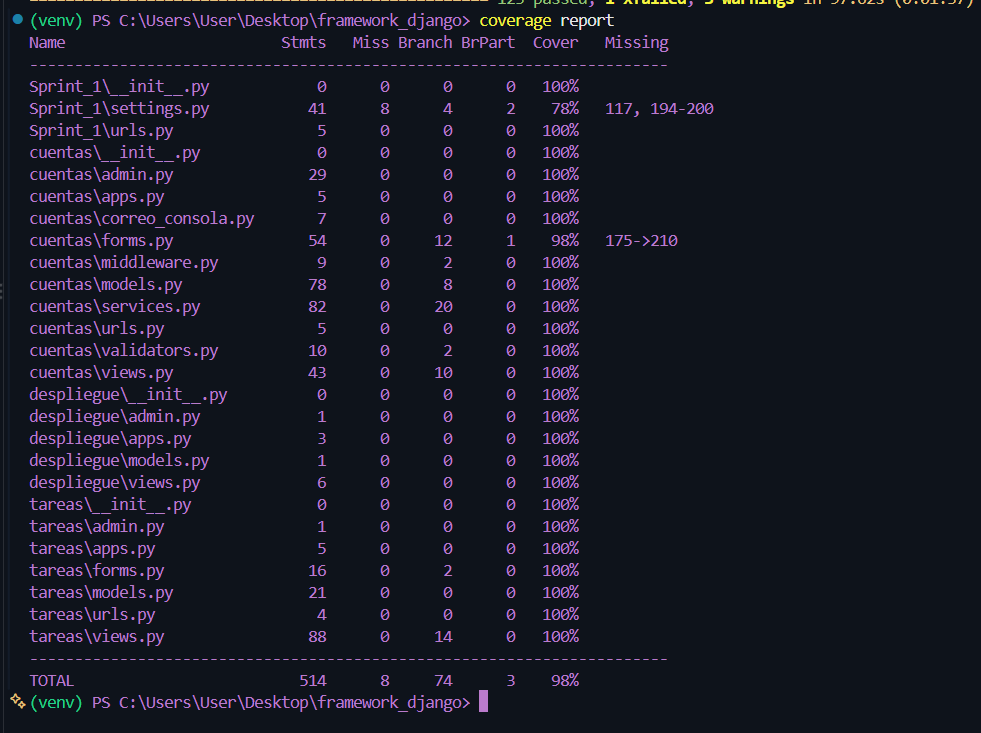 125 passed, 1 xfailed, 5 warnings in 97.62s (0:01:37)
(venv) PS C:\Users\User\Desktop\framework_django> coverage report
Name Stmts Miss Branch BrPart Cover Missing
-----------------------------------------------------------------------
Sprint_1\__init__.py 0 0 0 0 100%
Sprint_1\settings.py 41 8 4 2 78% 117, 194-200
Sprint_1\urls.py 5 0 0 0 100%
cuentas\__init__.py 0 0 0 0 100%
cuentas\admin.py 29 0 0 0 100%
cuentas\apps.py 5 0 0 0 100%
cuentas\correo_consola.py 7 0 0 0 100%
cuentas\forms.py 54 0 12 1 98% 175->210
cuentas\middleware.py 9 0 2 0 100%
cuentas\models.py 78 0 8 0 100%
cuentas\services.py 82 0 20 0 100%
cuentas\urls.py 5 0 0 0 100%
cuentas\validators.py 10 0 2 0 100%
cuentas\views.py 43 0 10 0 100%
despliegue\__init__.py 0 0 0 0 100%
despliegue\admin.py 1 0 0 0 100%
despliegue\apps.py 3 0 0 0 100%
despliegue\models.py 1 0 0 0 100%
despliegue\views.py 6 0 0 0 100%
tareas\__init__.py 0 0 0 0 100%
tareas\admin.py 1 0 0 0 100%
tareas\apps.py 5 0 0 0 100%
tareas\forms.py 16 0 2 0 100%
tareas\models.py 21 0 0 0 100%
tareas\urls.py 4 0 0 0 100%
tareas\views.py 88 0 14 0 100%
-----------------------------------------------------------------------
TOTAL 514 8 74 3 98%
(venv) PS C:\Users\User\Desktop\framework_django>